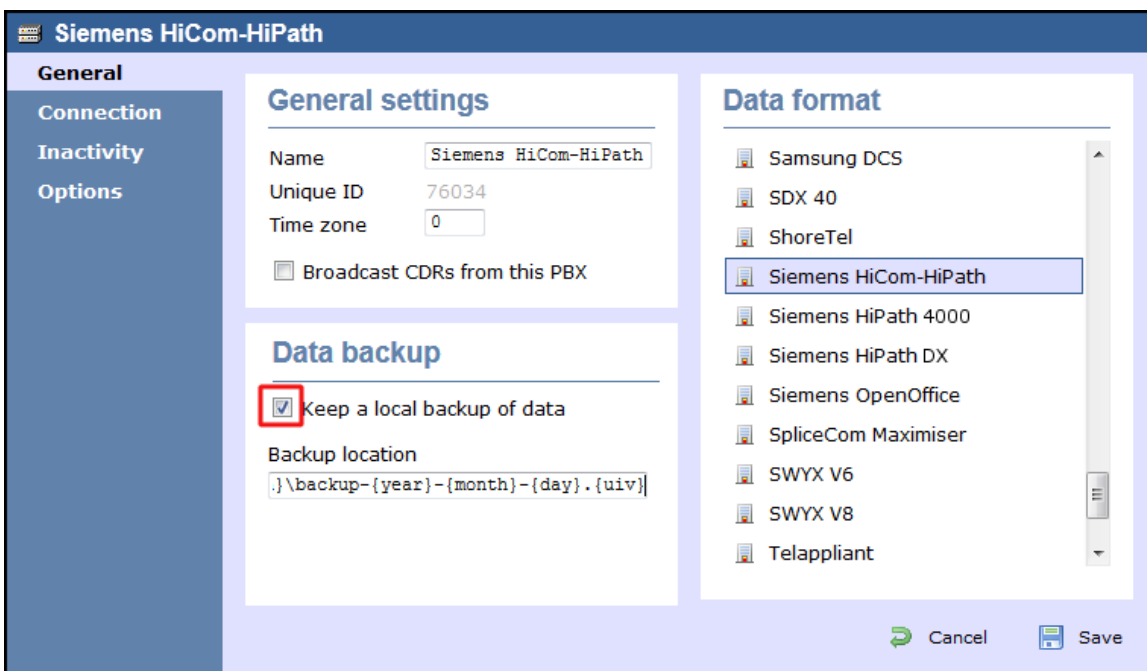 Siemens HiCom-HiPath
General
Connection
Inactivity
Options
General settings
Name
Siemens HiCom-HiPath
Unique ID
76034
Time zone
0
Broadcast CDRs from this PBX
Data backup
Keep a local backup of data
Backup location
.}\backup-{year}-{month}-{day}.{uiv}
Data format
Samsung DCS
SDX 40
ShoreTel
Siemens HiCom-HiPath
Siemens HiPath 4000
Siemens HiPath DX
Siemens OpenOffice
SpliceCom Maximiser
SWYX V6
SWYX V8
Telappliant
Cancel
Save